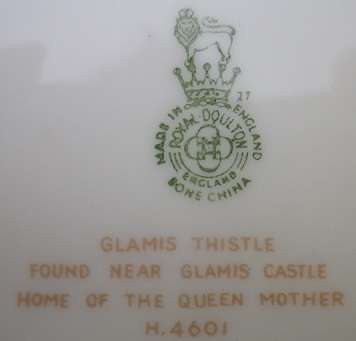 27
MADE IN ENGLAND
ROYAL·DOULTON
ENGLAND
BONE CHINA
GLAMIS THISTLE
FOUND NEAR GLAMIS CASTLE
HOME OF THE QUEEN MOTHER
H.4601